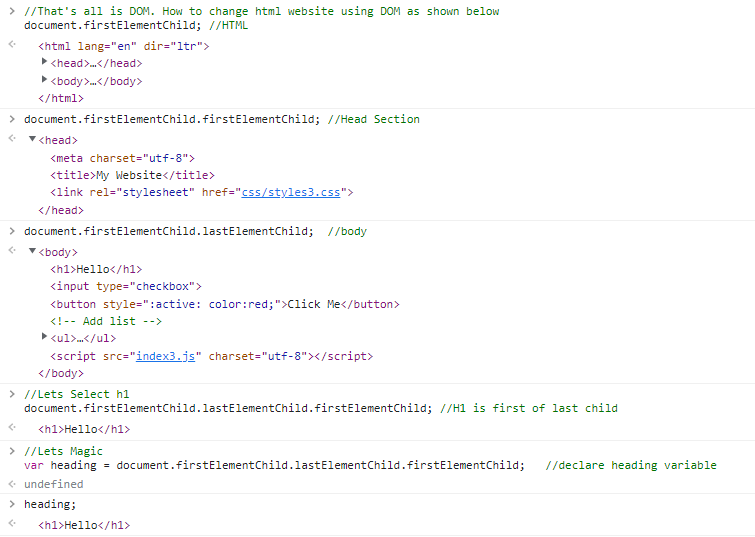 //That's all is DOM. How to change html website using DOM as shown below
document.firstElementChild; //HTML
<html lang="en" dir="ltr">
<head>…</head>
<body>…</body>
</html>
document.firstElementChild.firstElementChild; //Head Section
<head>
<meta charset="utf-8">
<title>My Website</title>
<link rel="stylesheet" href="css/styles3.css">
</head>
document.firstElementChild.lastElementChild;  //body
<body>
<h1>Hello</h1>
<input type="checkbox">
<button style=":active: color:red;">Click Me</button>
<!-- Add list -->
<ul>…</ul>
<script src="index3.js" charset="utf-8"></script>
</body>
//Lets Select h1
document.firstElementChild.lastElementChild.firstElementChild; //H1 is first of last child
<h1>Hello</h1>
//Lets Magic
var heading = document.firstElementChild.lastElementChild.firstElementChild;   //declare heading variable
undefined
heading;
<h1>Hello</h1>